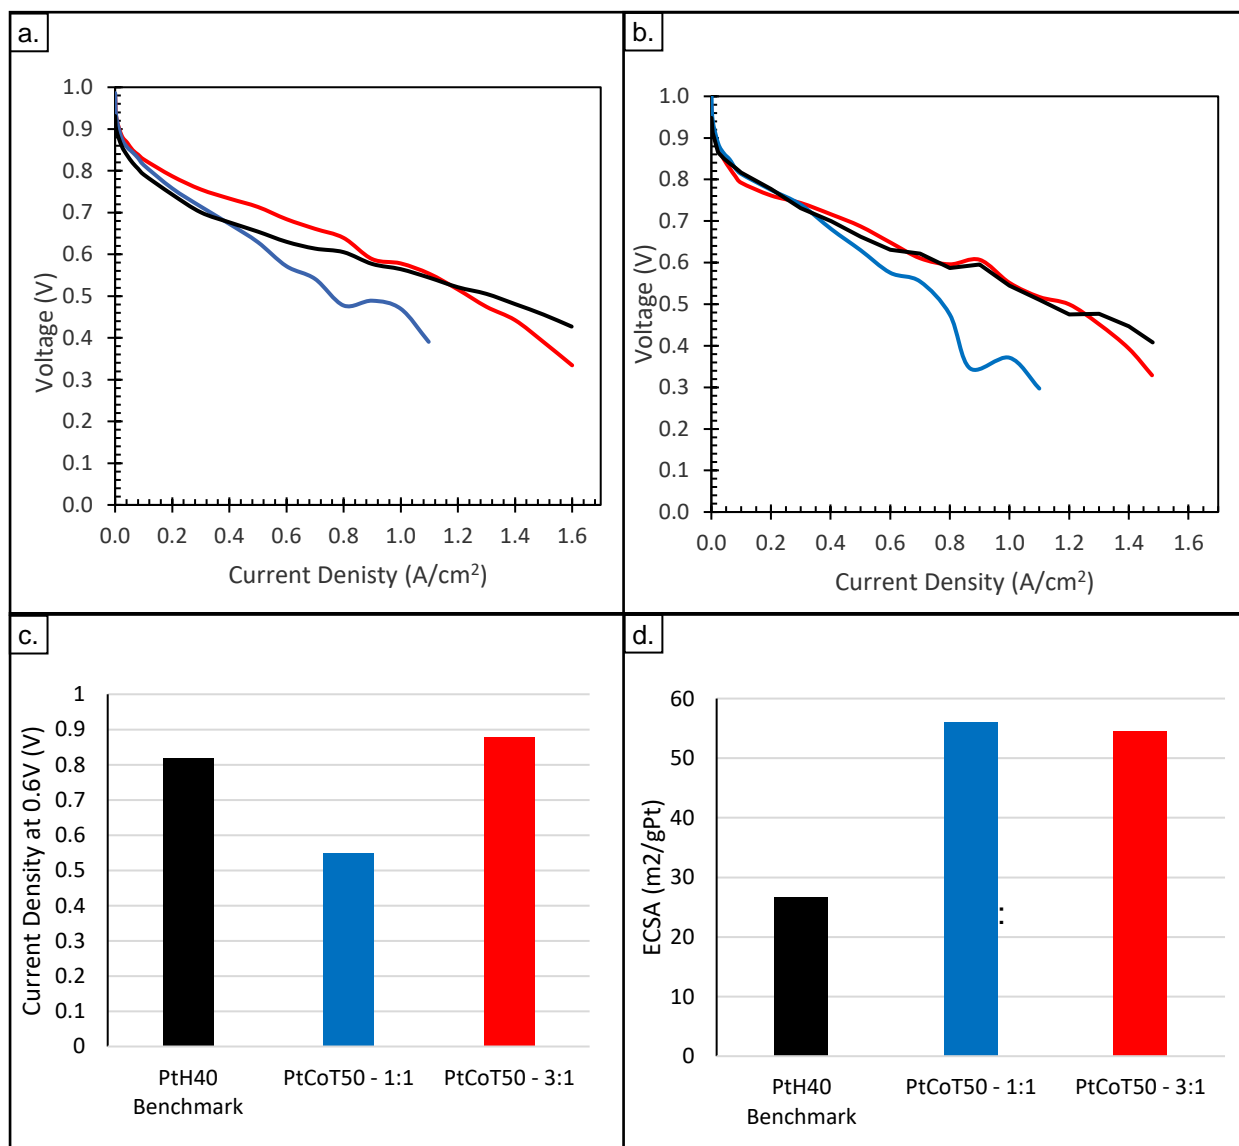 a.
1.0
0.9
0.8
0.7
0.6
0.5
0.4
0.3
0.2
0.1
0.0
Voltage (V)
0.0 0.2 0.4 0.6 0.8 1.0 1.2 1.4 1.6
Current Denisty (A/cm²)
b.
1.0
0.9
0.8
0.7
0.6
0.5
0.4
0.3
0.2
0.1
0.0
Voltage (V)
0.0 0.2 0.4 0.6 0.8 1.0 1.2 1.4 1.6
Current Density (A/cm²)
c.
1
0.9
0.8
0.7
0.6
0.5
0.4
0.3
0.2
0.1
0
Current Density at 0.6V (V)
PtH40 PtCoT50 - 1:1 PtCoT50 - 3:1
Benchmark
d.
60
50
40
30
20
10
0
ECSA (m2/gPt)
:
PtH40 PtCoT50 - 1:1 PtCoT50 - 3:1
Benchmark